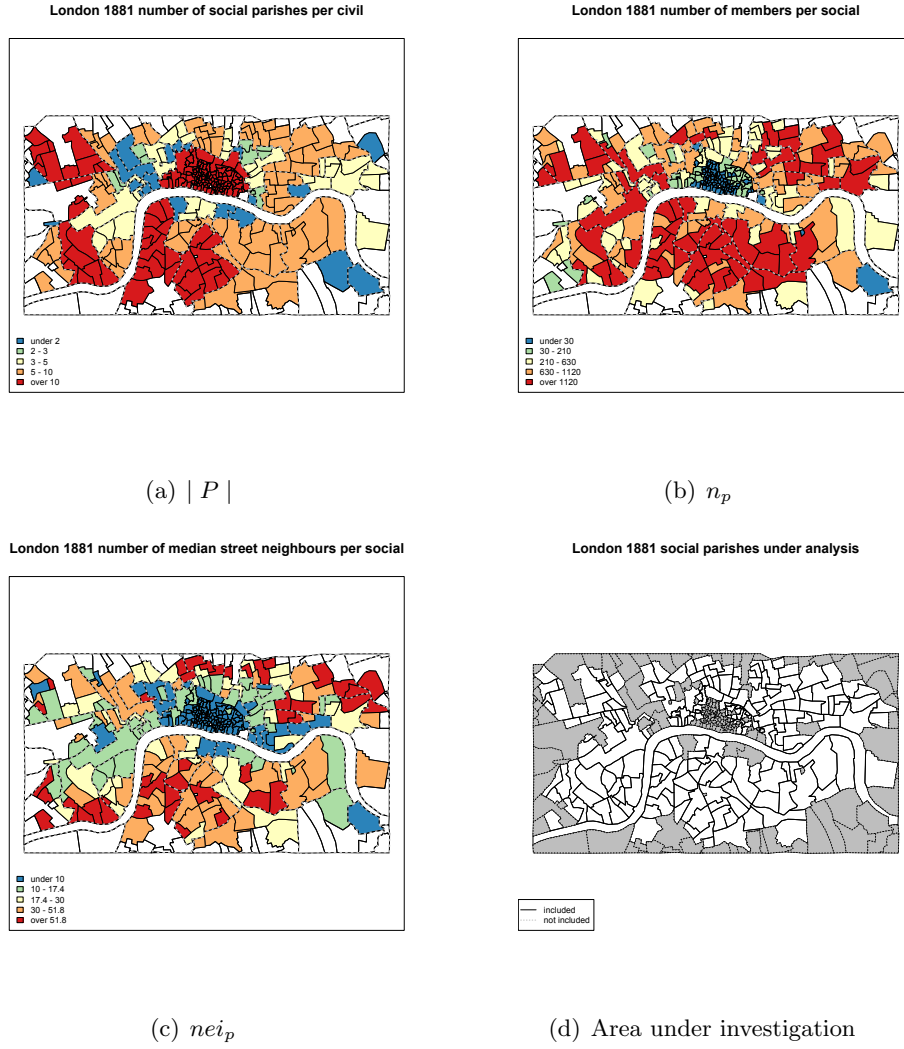 London 1881 number of social parishes per civil
under 2
2 - 3
3 - 5
5 - 10
over 10
(a) | P |
London 1881 number of members per social
under 30
30 - 210
210 - 630
630 - 1120
over 1120
(b) n_p
London 1881 number of median street neighbours per social
under 10
10 - 17.4
17.4 - 30
30 - 51.8
over 51.8
(c) nei_p
London 1881 social parishes under analysis
included
not included
(d) Area under investigation